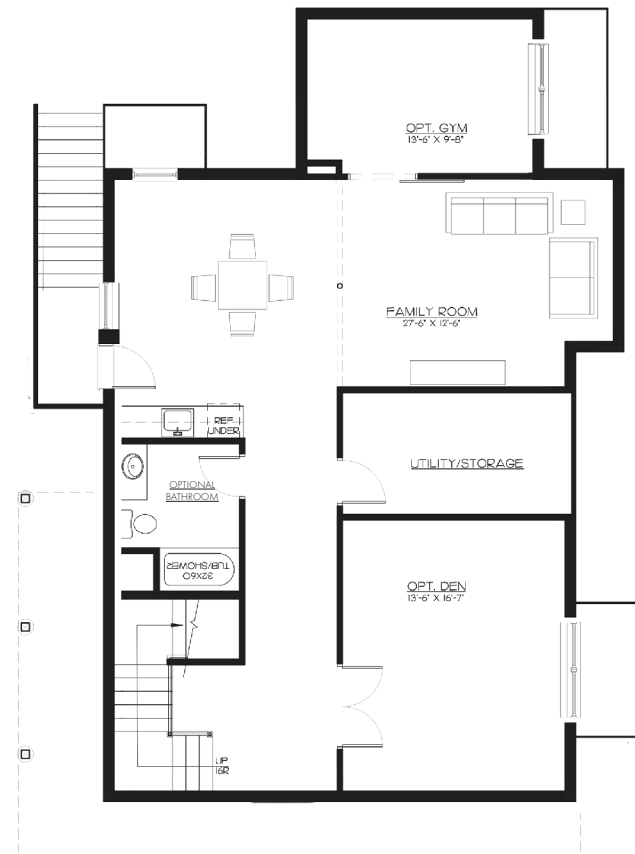 OPT. GYM
13'-6" X 9'-8"
FAMILY ROOM
27'-6" X 12'-6"
REF
UNDER
UTILITY/STORAGE
OPTIONAL
BATHROOM
32X60
TUB/SHOWER
OPT. DEN
13'-6" X 16'-7"
UP
16R